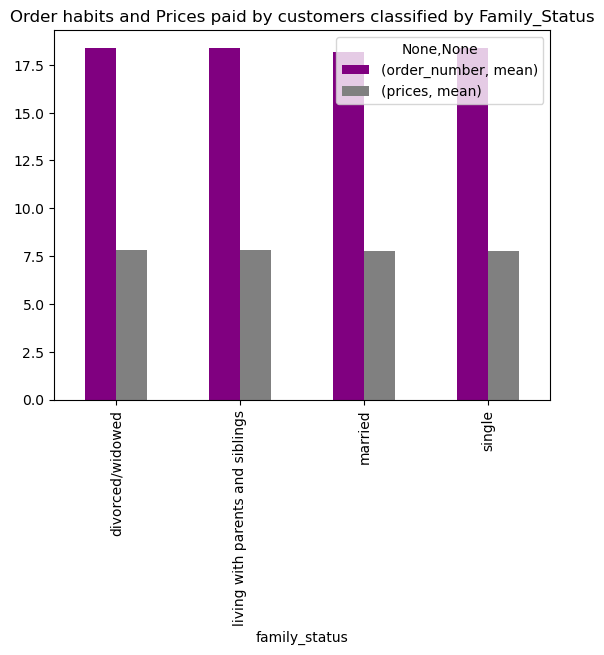 Order habits and Prices paid by customers classified by Family_Status
None,None
(order_number, mean)
(prices, mean)
17.5
15.0
12.5
10.0
7.5
5.0
2.5
0.0
divorced/widowed
living with parents and siblings
married
single
family_status